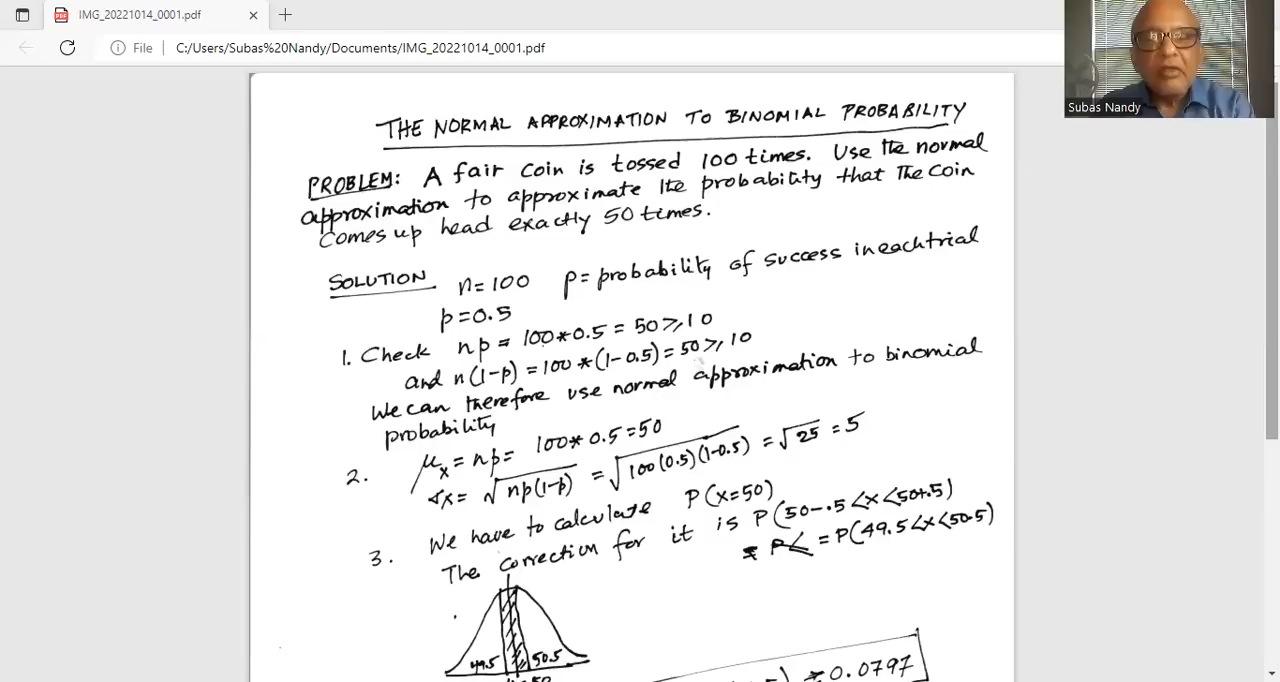 IMG_20221014_0001.pdf
File C:/Users/Subas%20Nandy/Documents/IMG_20221014_0001.pdf
Subas Nandy
THE NORMAL APPROXIMATION TO BINOMIAL PROBABILITY
PROBLEM: A fair coin is tossed 100 times. Use the normal
approximation to approximate the probability that the coin
comes up head exactly 50 times.
SOLUTION n=100 p=probability of success in each trial
p=0.5
1. Check np = 100*0.5 = 50 ≥ 10
and n(1-p) = 100*(1-0.5) = 50 ≥ 10
We can therefore use normal approximation to binomial
probability
2. μx = np = 100*0.5=50
σx = √np(1-p) = √100(0.5)(1-0.5) = √25 = 5
3. We have to calculate P(x=50)
The correction for it is P(50-.5<x<50+.5)
= P(49.5<x<50.5)
49.5 50.5
0.0797